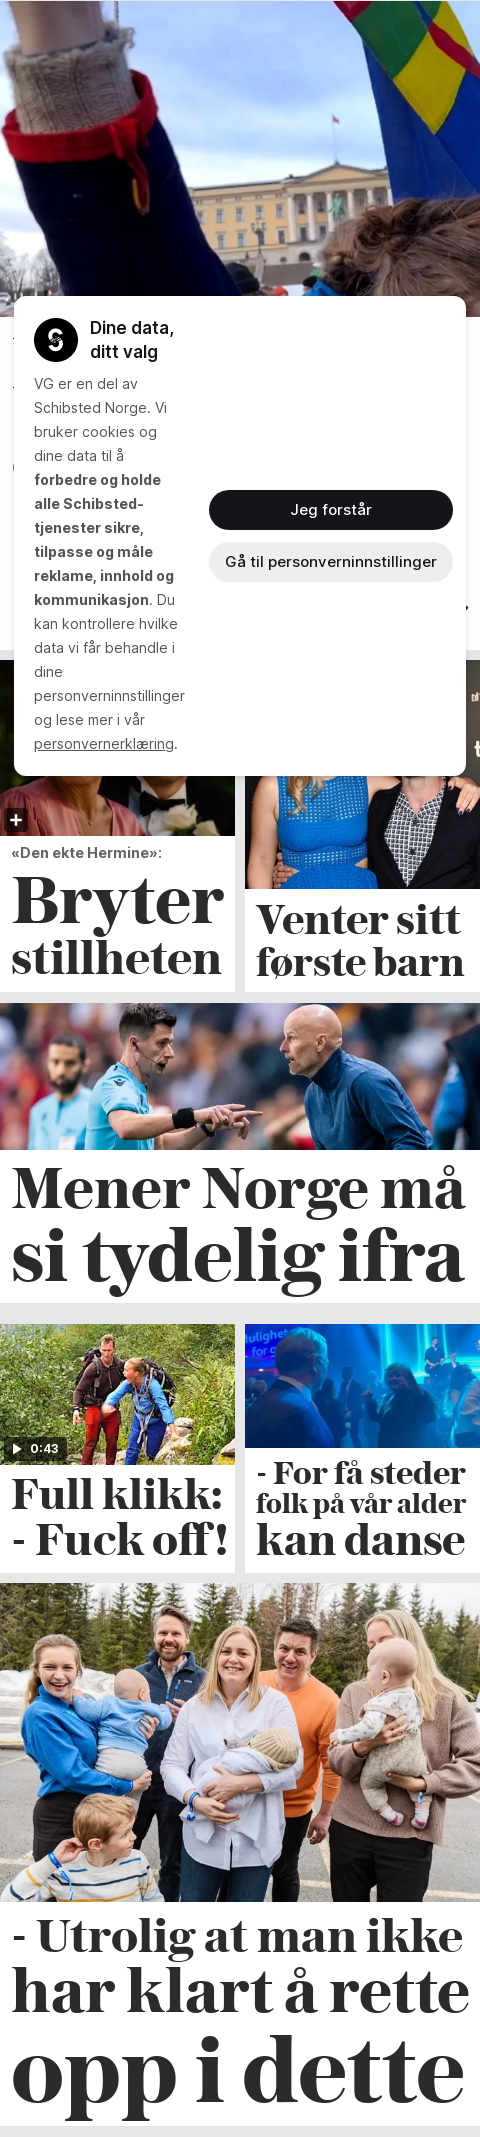 Dine data,
ditt valg
VG er en del av
Schibsted Norge. Vi
bruker cookies og
dine data til å
forbedre og holde
alle Schibsted-
tjenester sikre,
tilpasse og måle
reklame, innhold og
kommunikasjon. Du
kan kontrollere hvilke
data vi får behandle i
dine
personverninnstillinger
og lese mer i vår
personvernerklæring.
Jeg forstår
Gå til personverninnstillinger
«Den ekte Hermine»:
Bryter
stillheten
Venter sitt
første barn
Mener Norge må
si tydelig ifra
0:43
Full klikk:
- Fuck off!
- For få steder
folk på vår alder
kan danse
- Utrolig at man ikke
har klart å rette
opp i dette